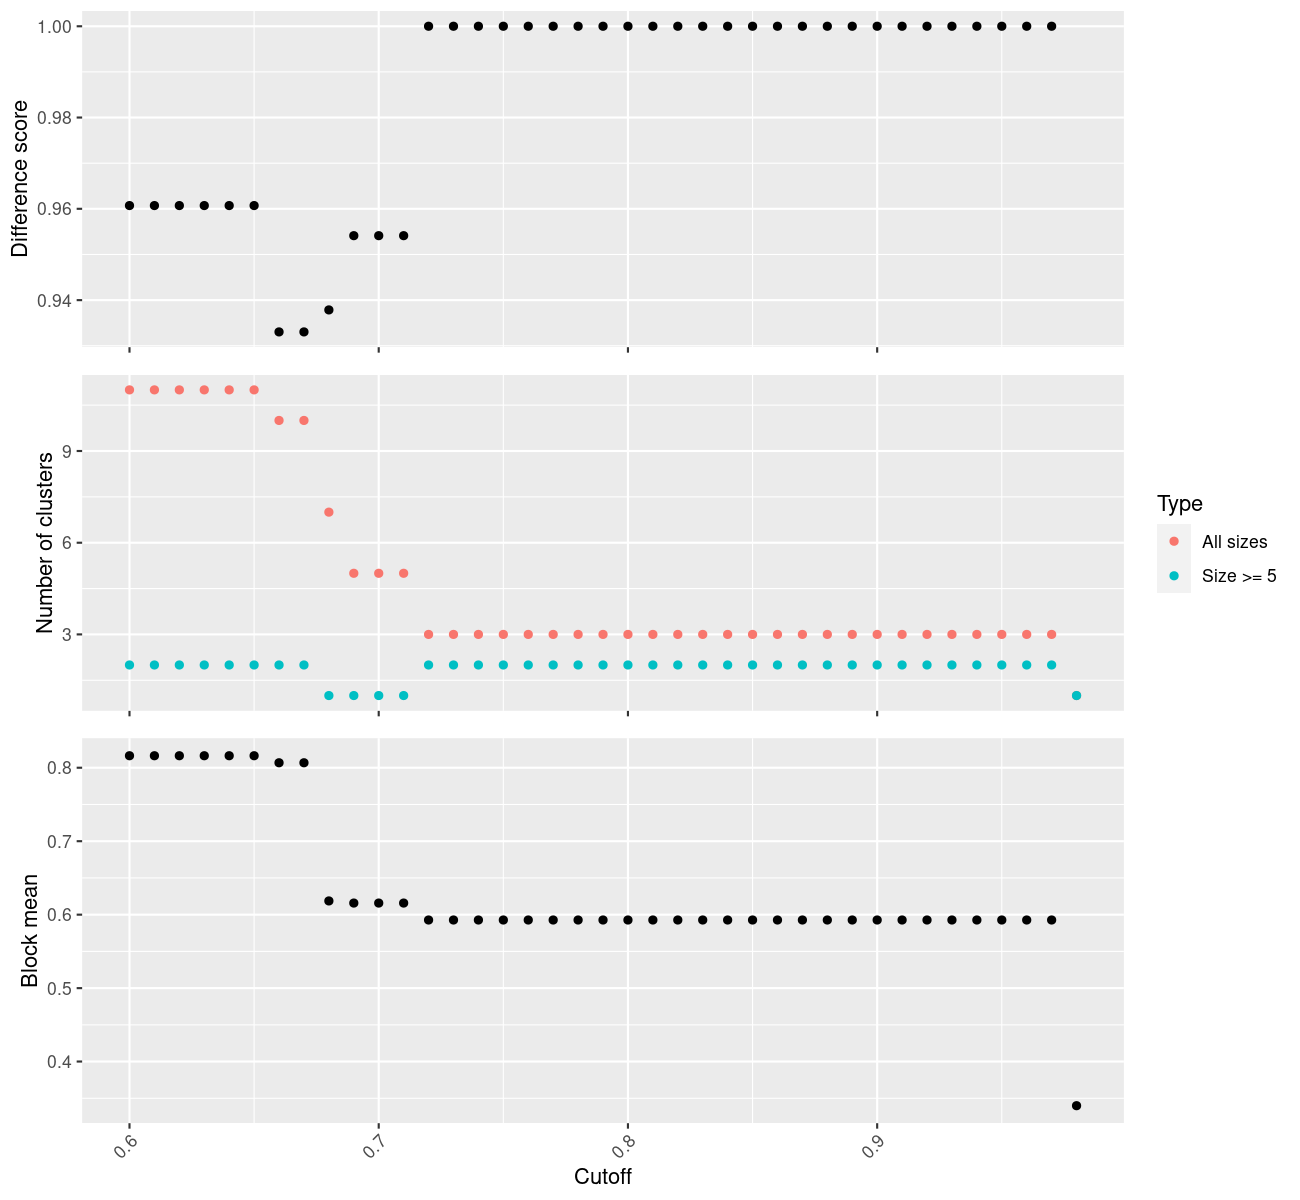 Difference score
1.00
0.98
0.96
0.94
Number of clusters
9
6
3
Type
All sizes
Size >= 5
Block mean
0.8
0.7
0.6
0.5
0.4
0.6
0.7
0.8
0.9
Cutoff